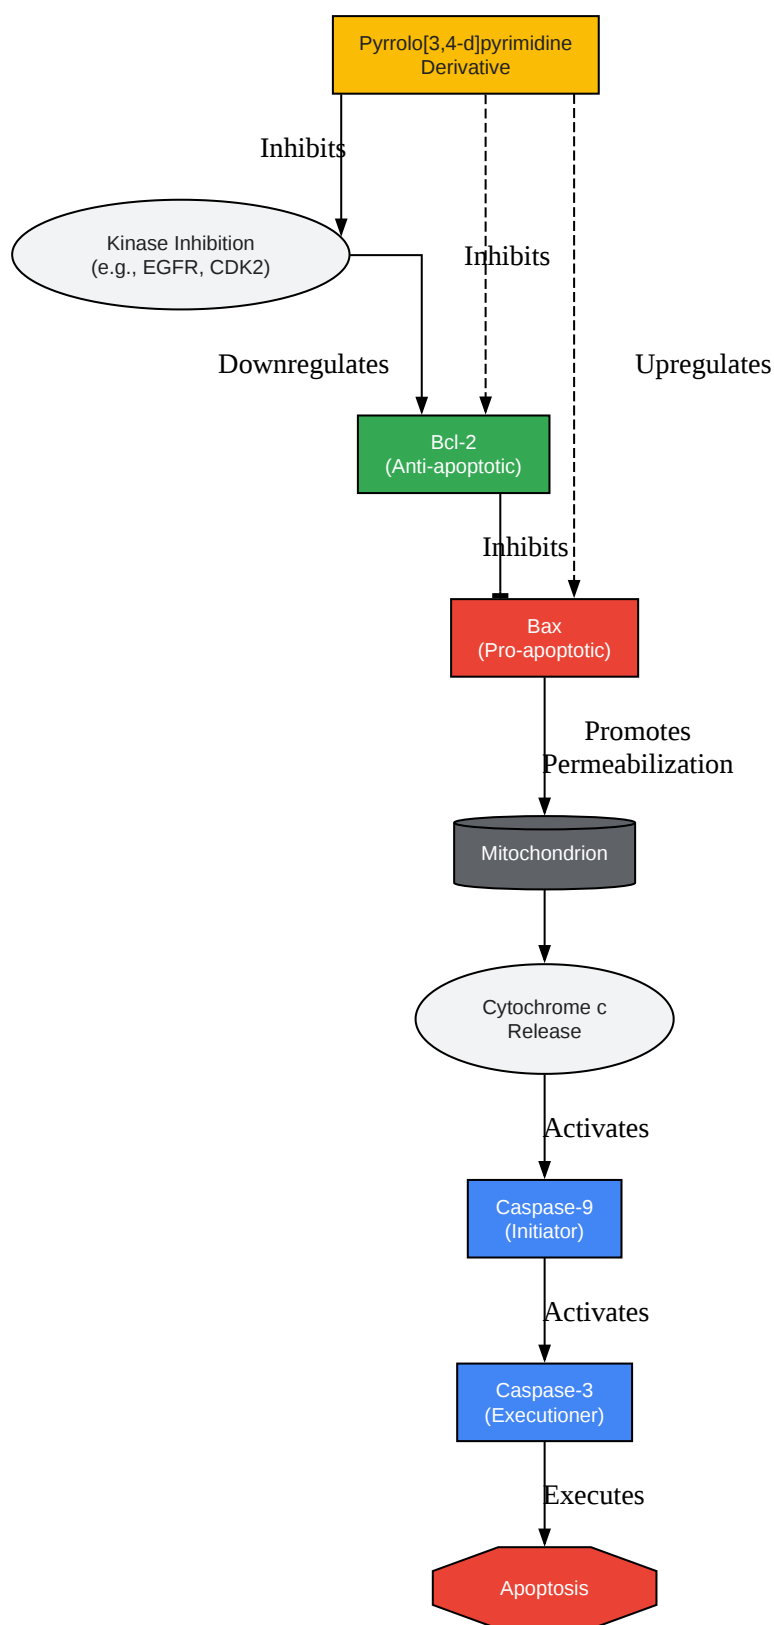 Pyrrolo[3,4-d]pyrimidine
Derivative
Inhibits
Kinase Inhibition
(e.g., EGFR, CDK2)
Inhibits
Downregulates
Upregulates
Bcl-2
(Anti-apoptotic)
Inhibits
Bax
(Pro-apoptotic)
Promotes
Permeabilization
Mitochondrion
Cytochrome c
Release
Activates
Caspase-9
(Initiator)
Activates
Caspase-3
(Executioner)
Executes
Apoptosis